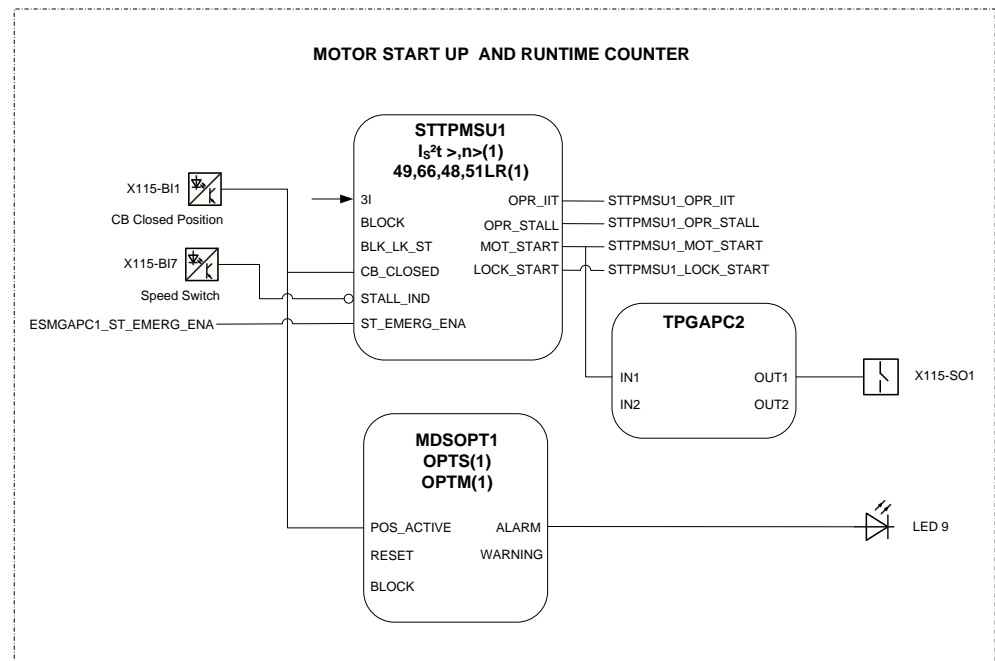 MOTOR START UP AND RUNTIME COUNTER
STTPMSU1
Iₛ²t >,n>(1)
49,66,48,51LR(1)
X115-BI1
CB Closed Position
X115-BI7
Speed Switch
ESMGAPC1_ST_EMERG_ENA
3I
BLOCK
BLK_LK_ST
CB_CLOSED
STALL_IND
ST_EMERG_ENA
OPR_IIT
OPR_STALL
MOT_START
LOCK_START
STTPMSU1_OPR_IIT
STTPMSU1_OPR_STALL
STTPMSU1_MOT_START
STTPMSU1_LOCK_START
TPGAPC2
IN1
IN2
OUT1
OUT2
X115-SO1
MDSOPT1
OPTS(1)
OPTM(1)
POS_ACTIVE
RESET
BLOCK
ALARM
WARNING
LED 9